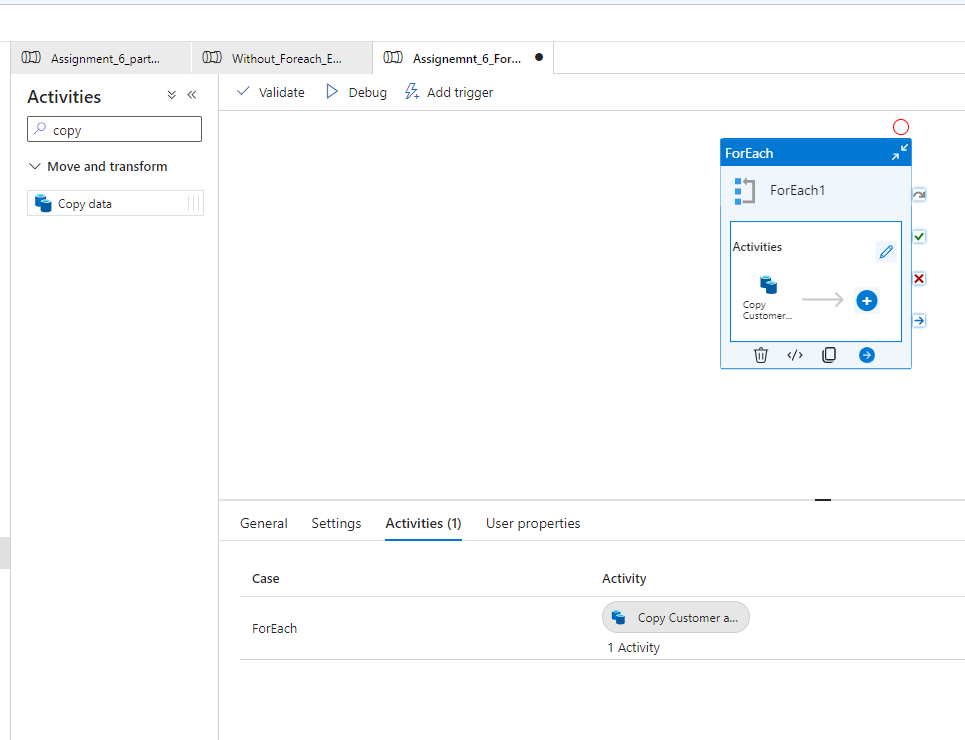 Assignment_6_part...
Without_Foreach_E...
Assignemnt_6_For...
Activities
copy
Move and transform
Copy data
Validate
Debug
Add trigger
ForEach
ForEach1
Activities
Copy
Customer...
General
Settings
Activities (1)
User properties
Case
Activity
ForEach
Copy Customer a...
1 Activity